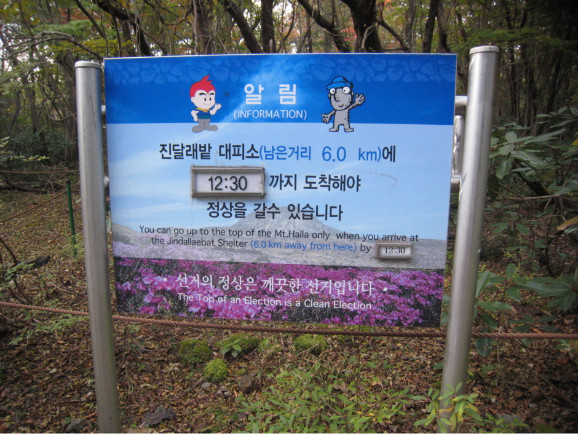 알 림
(INFORMATION)
진달래밭 대피소(남은거리 6.0 km)에
12:30 까지 도착해야
정상을 갈수 있습니다
You can go up to the top of the Mt.Halla only when you arrive at
the Jindallaebat Shelter (6.0 km away from here) by 12:30
• 선거의 정상은 깨끗한 선거입니다 •
The Top of an Election is a Clean Election